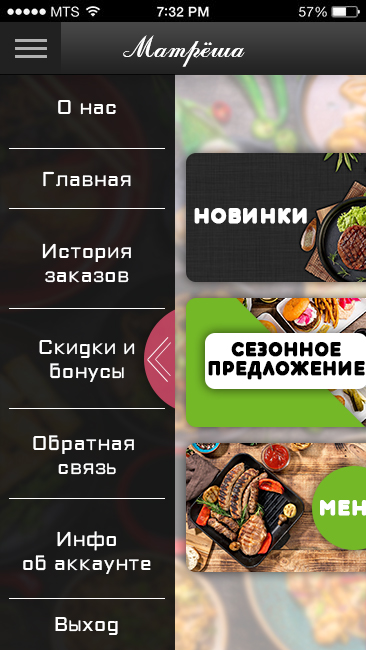 MTS 7:32 PM 57%
Матрёша
О нас
Главная
История
заказов
Скидки и
бонусы
Обратная
связь
Инфо
об аккаунте
Выход
НОВИНКИ
СЕЗОННОЕ
ПРЕДЛОЖЕНИЕ
МЕН